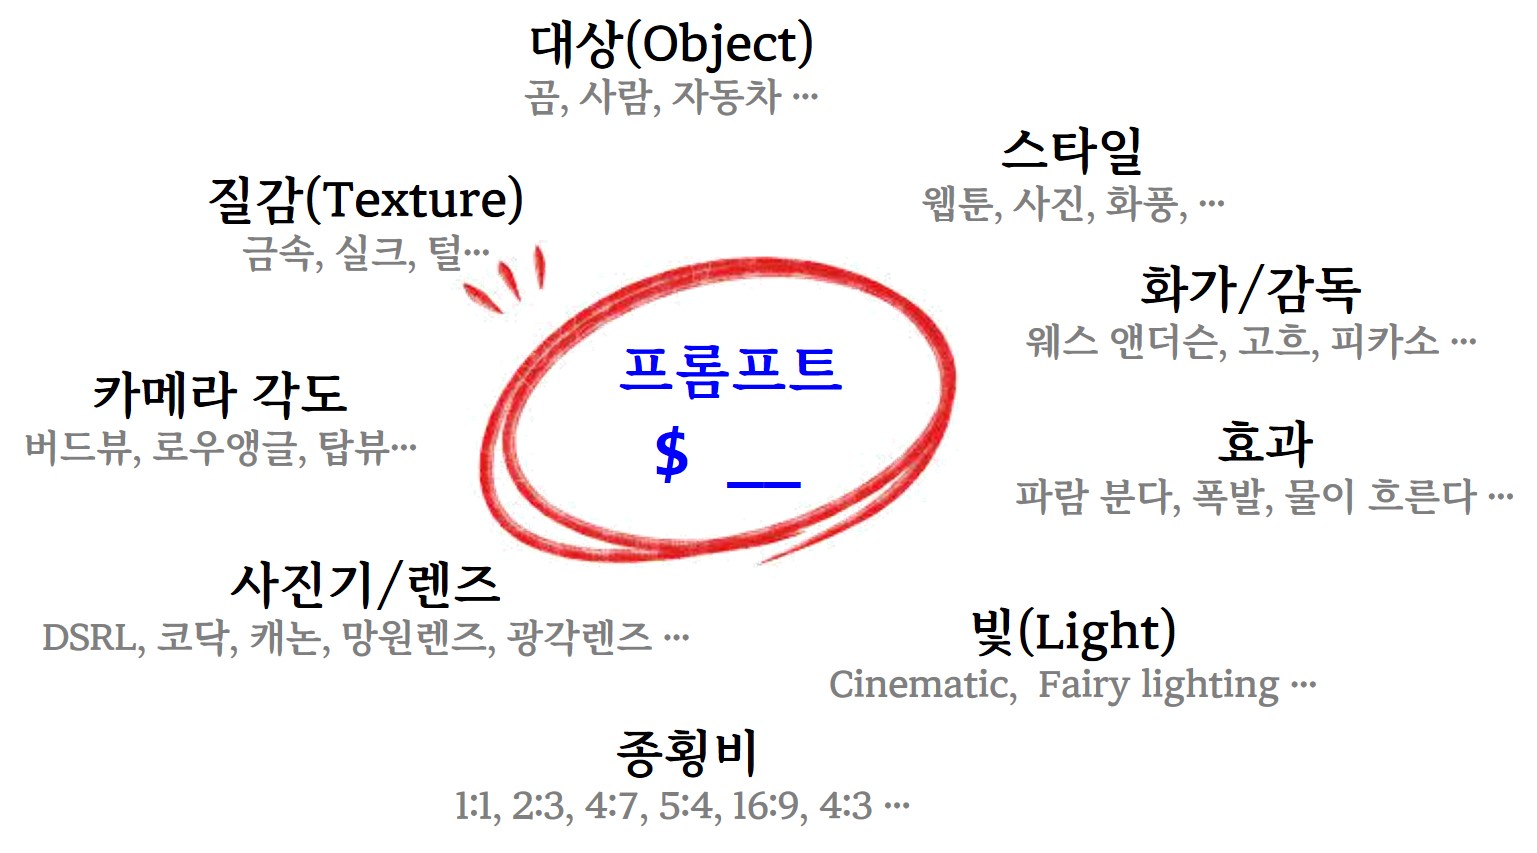 대상(Object)
곰, 사람, 자동차 ···
스타일
웹툰, 사진, 화풍, ···
질감(Texture)
금속, 실크, 털···
화가/감독
웨스 앤더슨, 고흐, 피카소 ···
프롬프트
$ __
카메라 각도
버드뷰, 로우앵글, 탑뷰···
효과
파람 분다, 폭발, 물이 흐른다 ···
사진기/렌즈
DSRL, 코닥, 캐논, 망원렌즈, 광각렌즈 ···
빛(Light)
Cinematic, Fairy lighting ···
종횡비
1:1, 2:3, 4:7, 5:4, 16:9, 4:3 ···